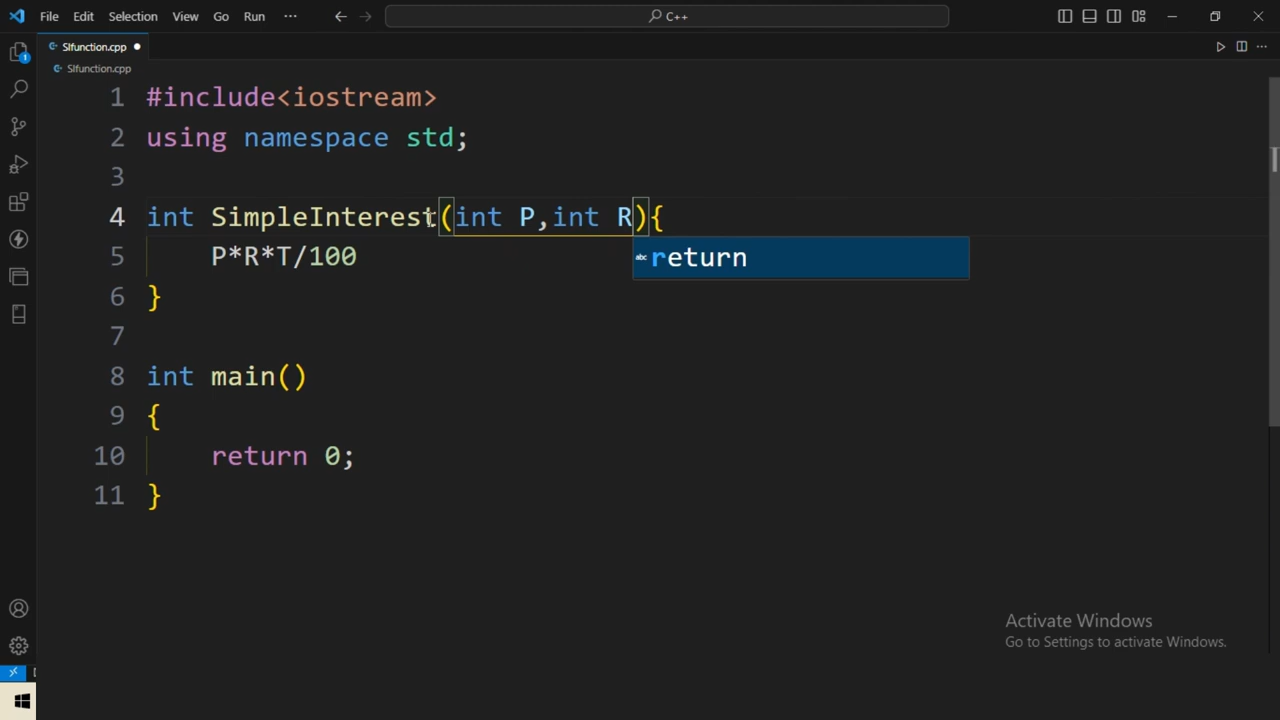 File Edit Selection View Go Run ··· C++
SIfunction.cpp
SIfunction.cpp
1 #include<iostream>
2 using namespace std;
3
4 int SimpleInterest(int P,int R){
5 P*R*T/100
abc return
6 }
7
8 int main()
9 {
10 return 0;
11 }
1
Activate Windows
Go to Settings to activate Windows.